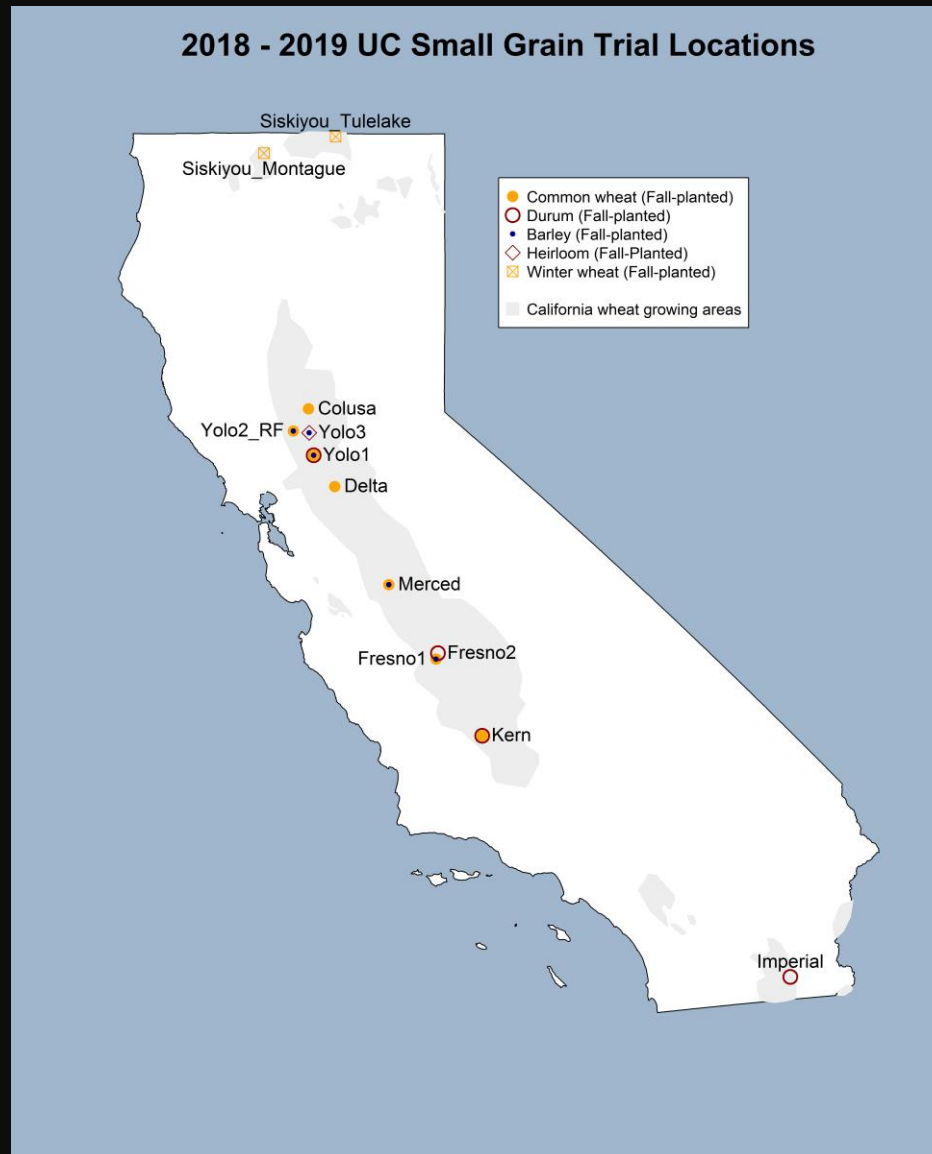 2018 - 2019 UC Small Grain Trial Locations
Siskiyou_Tulelake
Siskiyou_Montague
Common wheat (Fall-planted)
Durum (Fall-planted)
Barley (Fall-planted)
Heirloom (Fall-Planted)
Winter wheat (Fall-planted)
California wheat growing areas
Colusa
Yolo2_RF
Yolo3
Yolo1
Delta
Merced
Fresno2
Fresno1
Kern
Imperial